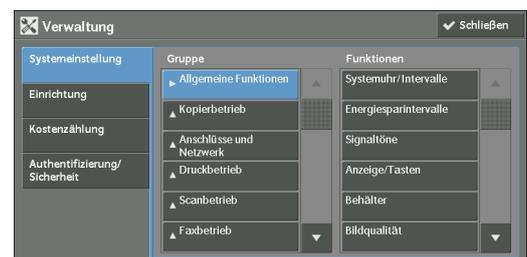 Verwaltung
Schließen
Systemeinstellung
Einrichtung
Kostenzählung
Authentifizierung/
Sicherheit
Gruppe
Allgemeine Funktionen
Kopierbetrieb
Anschlüsse und
Netzwerk
Druckbetrieb
Scanbetrieb
Faxbetrieb
Funktionen
Systemuhr/Intervalle
Energiesparintervalle
Signaltöne
Anzeige/Tasten
Behälter
Bildqualität